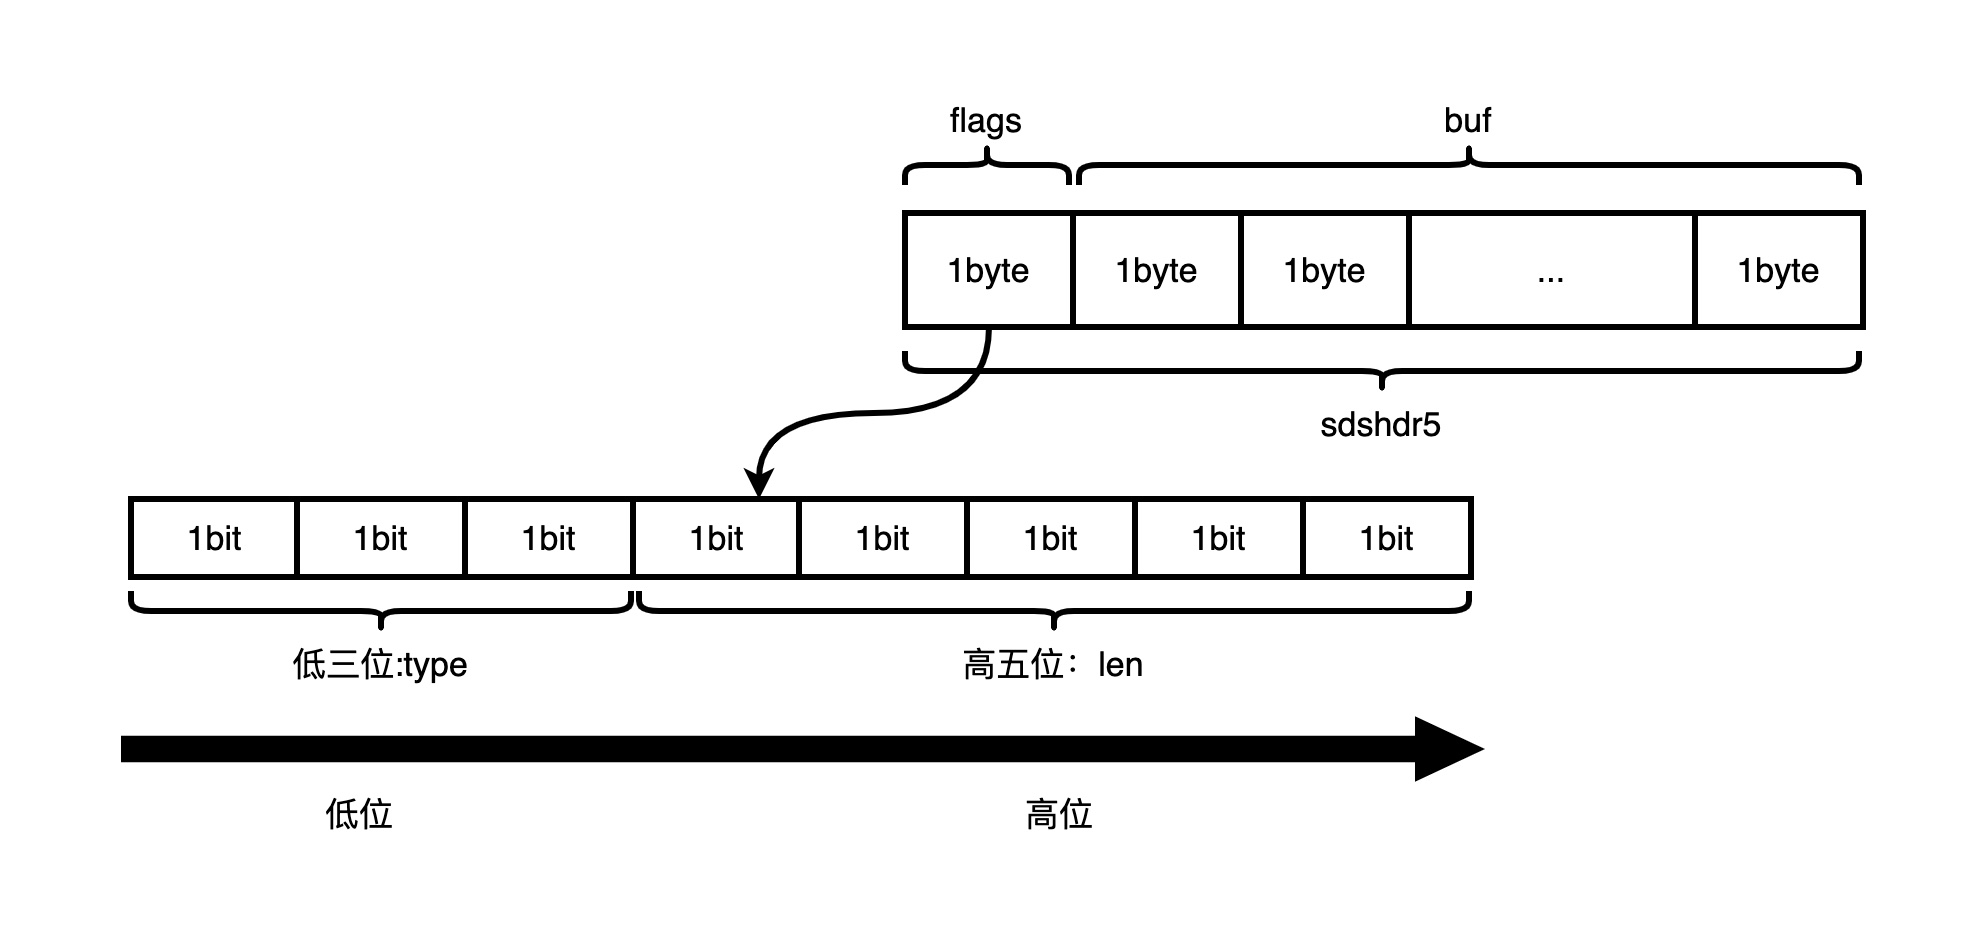 flags
buf
1byte
1byte
1byte
...
1byte
sdshdr5
1bit
1bit
1bit
1bit
1bit
1bit
1bit
1bit
低三位:type
高五位：len
低位
高位